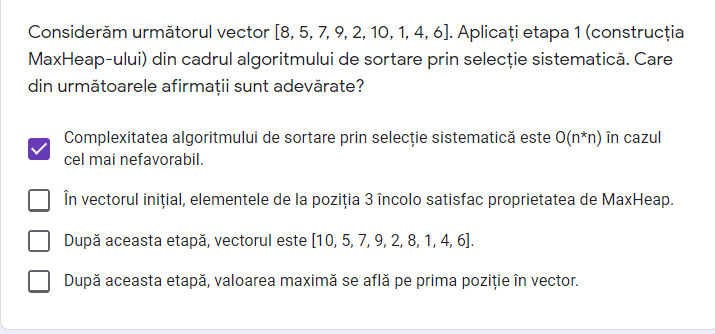 Considerăm următorul vector [8, 5, 7, 9, 2, 10, 1, 4, 6]. Aplicați etapa 1 (construcția
MaxHeap-ului) din cadrul algoritmului de sortare prin selecție sistematică. Care
din următoarele afirmații sunt adevărate?
Complexitatea algoritmului de sortare prin selecție sistematică este O(n*n) în cazul
cel mai nefavorabil.
În vectorul inițial, elementele de la poziția 3 încolo satisfac proprietatea de MaxHeap.
După aceasta etapă, vectorul este [10, 5, 7, 9, 2, 8, 1, 4, 6].
După aceasta etapă, valoarea maximă se află pe prima poziție în vector.